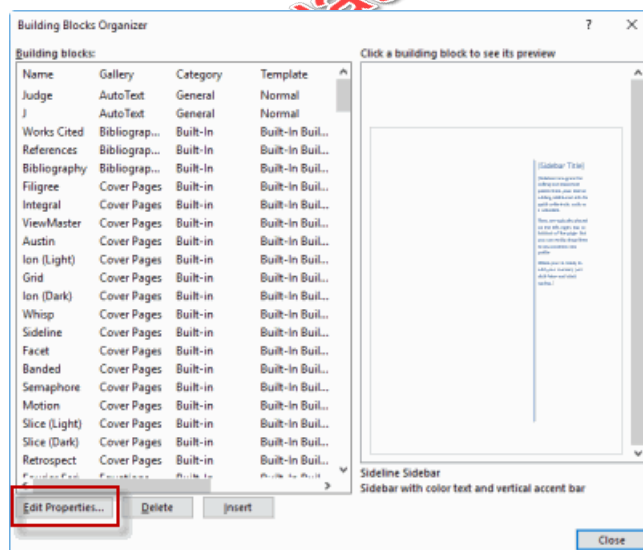 Building Blocks Organizer ? ×
Building blocks:
Click a building block to see its preview
Name Gallery Category Template
Judge AutoText General Normal
J AutoText General Normal
Works Cited Bibliograp... Built-In Built-In Buil...
References Bibliograp... Built-In Built-In Buil...
Bibliography Bibliograp... Built-In Built-In Buil...
Filigree Cover Pages Built-in Built-In Buil...
Integral Cover Pages Built-in Built-In Buil...
ViewMaster Cover Pages Built-in Built-In Buil...
Austin Cover Pages Built-in Built-In Buil...
Ion (Light) Cover Pages Built-in Built-In Buil...
Grid Cover Pages Built-in Built-In Buil...
Ion (Dark) Cover Pages Built-in Built-In Buil...
Whisp Cover Pages Built-in Built-In Buil...
Sideline Cover Pages Built-in Built-In Buil...
Facet Cover Pages Built-in Built-In Buil...
Banded Cover Pages Built-in Built-In Buil...
Semaphore Cover Pages Built-in Built-In Buil...
Motion Cover Pages Built-in Built-In Buil...
Slice (Light) Cover Pages Built-in Built-In Buil...
Slice (Dark) Cover Pages Built-in Built-In Buil...
Retrospect Cover Pages Built-in Built-In Buil...
[Sidebar Title]
Sideline Sidebar
Sidebar with color text and vertical accent bar
Edit Properties... Delete Insert
Close